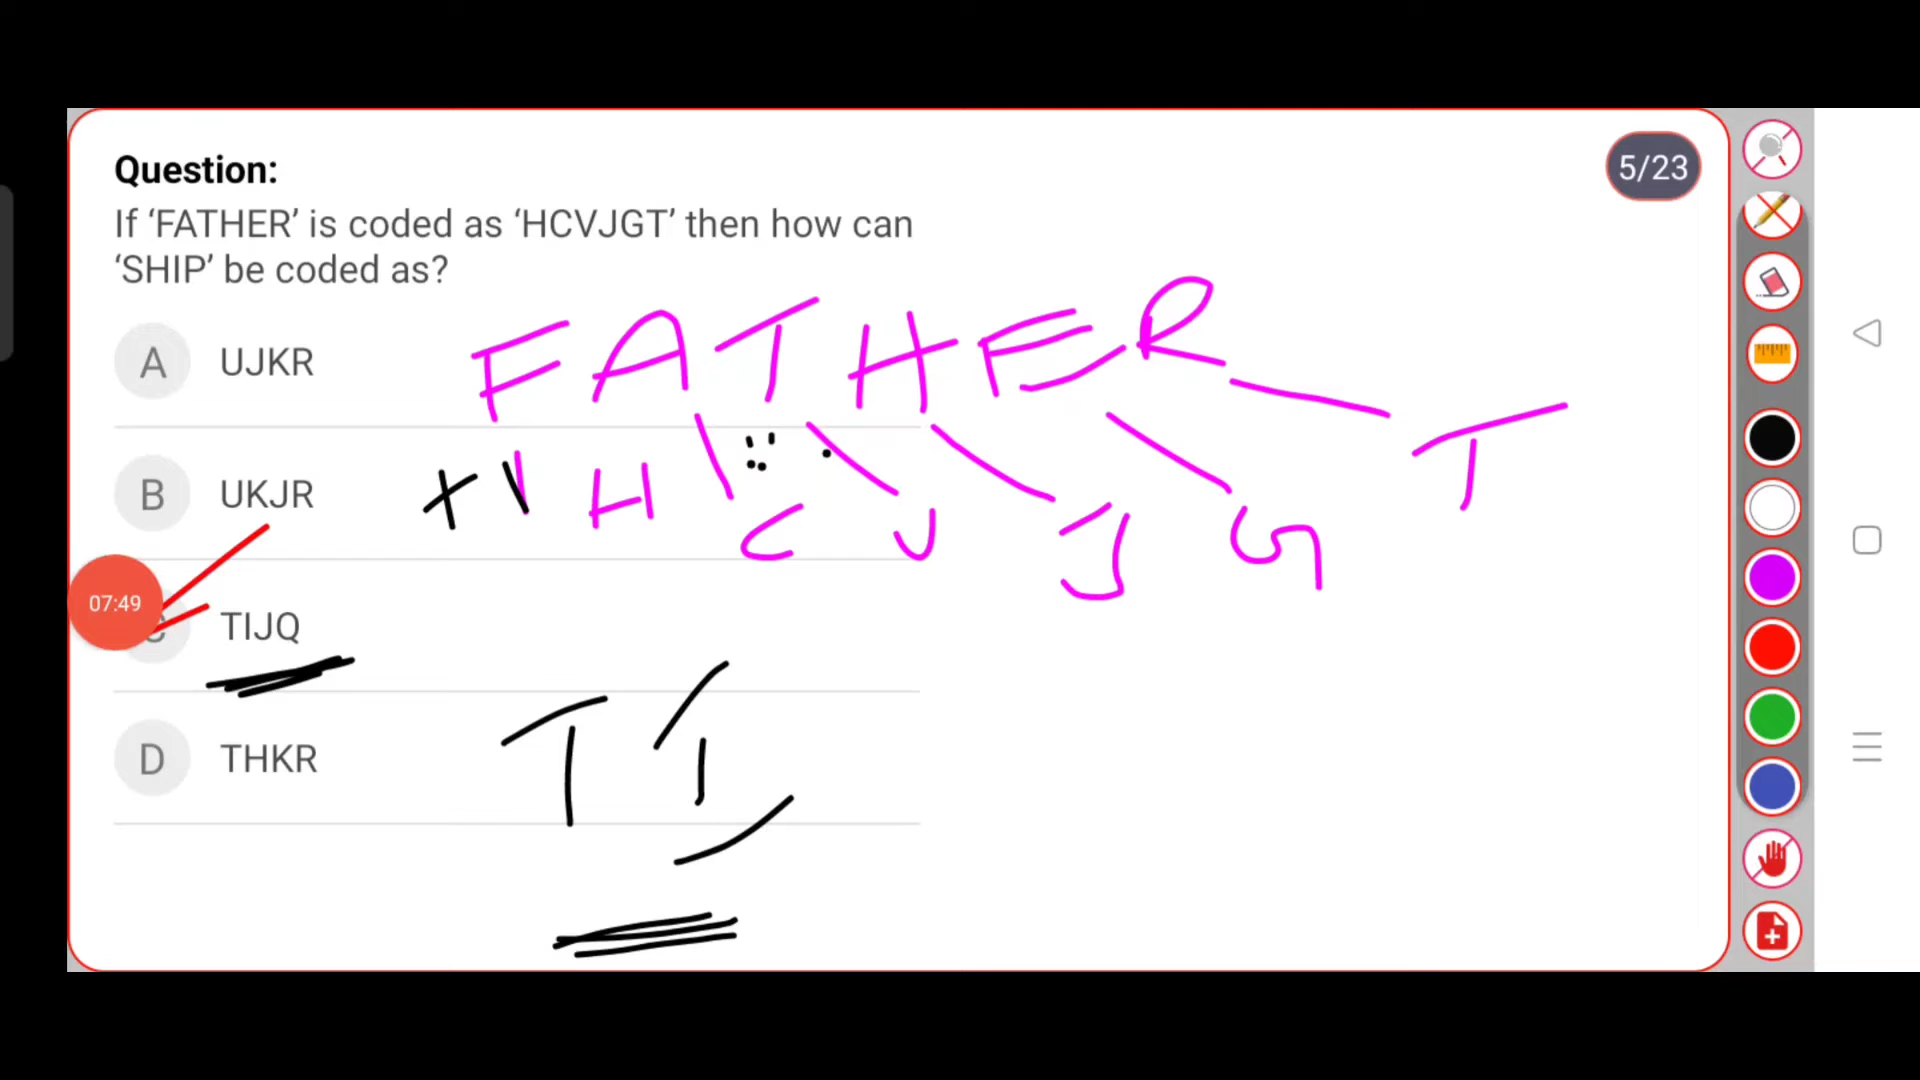 Question:
5/23
If ‘FATHER’ is coded as ‘HCVJGT’ then how can
‘SHIP’ be coded as?
A UJKR
B UKJR
C TIJQ
D THKR
07:49
FATHER
+1 H C V J G T
T I